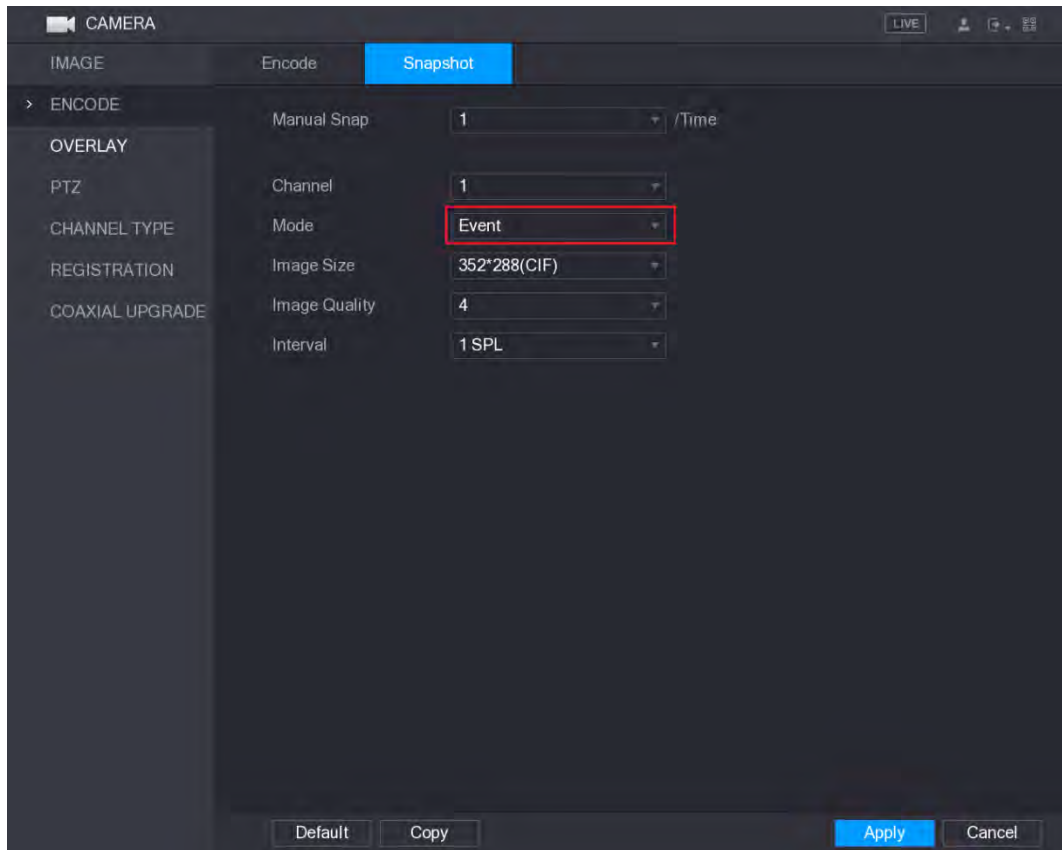 CAMERA
LIVE
IMAGE
Encode
Snapshot
ENCODE
Manual Snap
1
/Time
OVERLAY
PTZ
Channel
1
CHANNEL TYPE
Mode
Event
REGISTRATION
Image Size
352*288(CIF)
COAXIAL UPGRADE
Image Quality
4
Interval
1 SPL
Default
Copy
Apply
Cancel